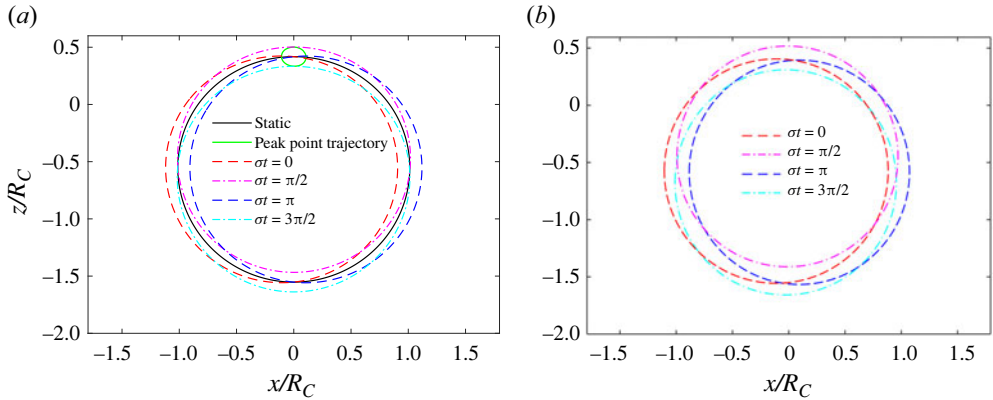 (a)
0.5
0
–0.5
–1.0
–1.5
–2.0
z/R_C
Static
Peak point trajectory
σt = 0
σt = π/2
σt = π
σt = 3π/2
–1.5 –1.0 –0.5 0 0.5 1.0 1.5
x/R_C
(b)
0.5
0
–0.5
–1.0
–1.5
–2.0
σt = 0
σt = π/2
σt = π
σt = 3π/2
–1.5 –1.0 –0.5 0 0.5 1.0 1.5
x/R_C